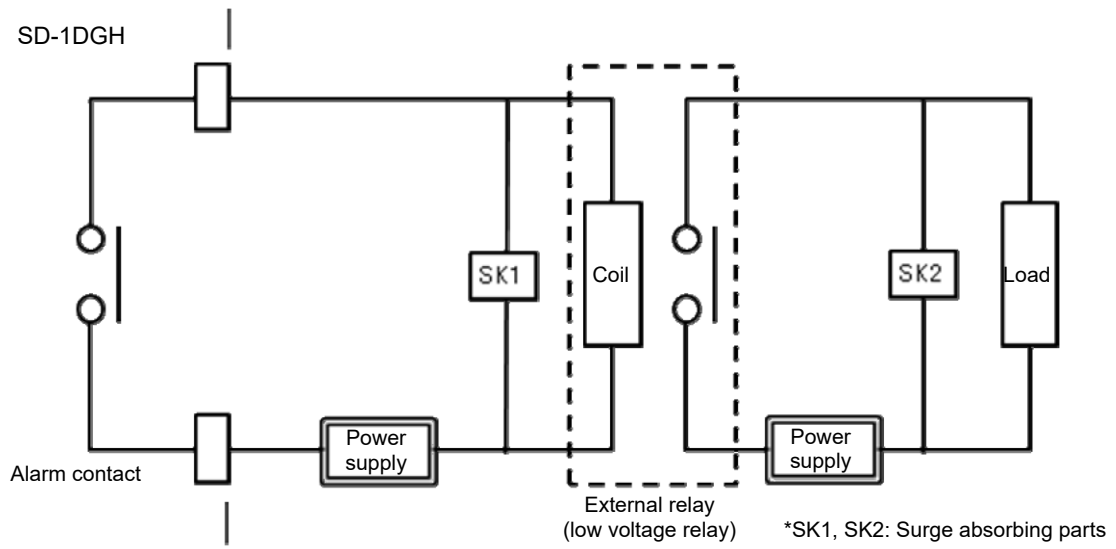 SD-1DGH
SK1
Coil
SK2
Load
Power
supply
Power
supply
Alarm contact
External relay
(low voltage relay)
*SK1, SK2: Surge absorbing parts